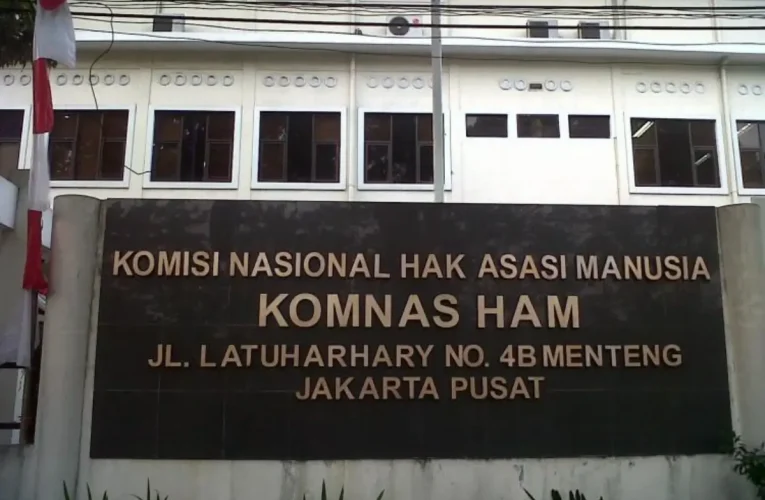 KOMISI NASIONAL HAK ASASI MANUSIA
KOMNAS HAM
JL. LATUHARHARY NO. 4B MENTENG
JAKARTA PUSAT